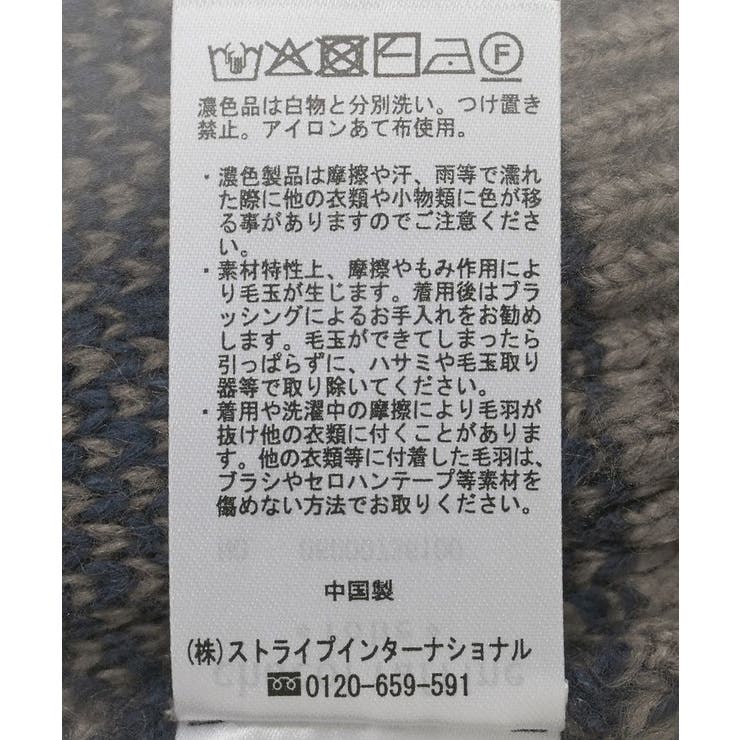 F
濃色品は白物と分別洗い。つけ置き
禁止。アイロンあて布使用。
・濃色製品は摩擦や汗、雨等で濡れ
た際に他の衣類や小物類に色が移
る事がありますのでご注意くださ
い。
・素材特性上、摩擦やもみ作用によ
り毛玉が生じます。着用後はブラ
ッシングによるお手入れをお勧め
します。毛玉ができてしまったら
引っぱらずに、ハサミや毛玉取り
器等で取り除いてください。
・着用や洗濯中の摩擦により毛羽が
抜け他の衣類に付くことがありま
す。他の衣類等に付着した毛羽は、
ブラシやセロハンテープ等素材を
傷めない方法でお取りください。
中国製
(株)ストライプインターナショナル
0120-659-591